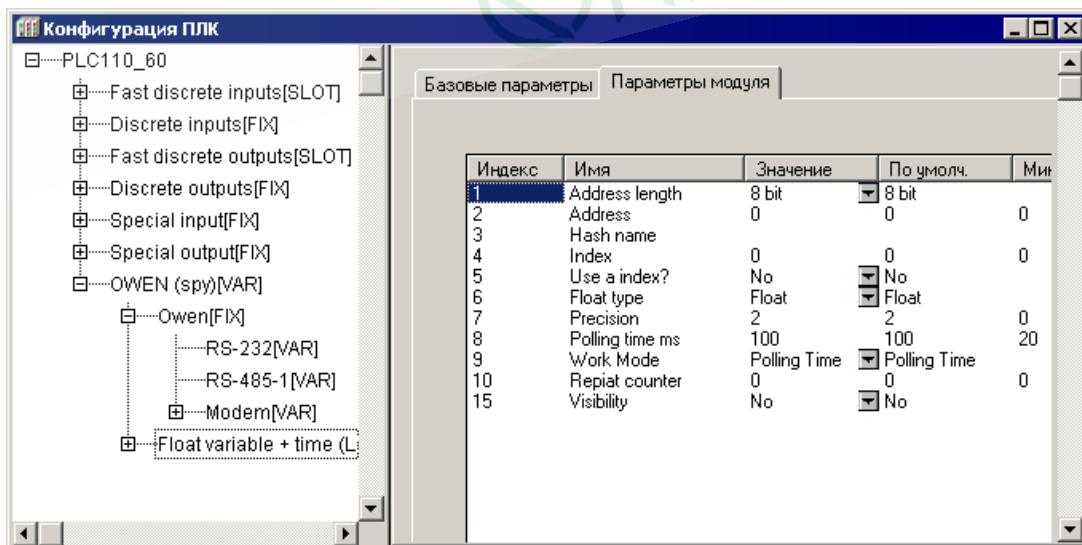 Конфигурация ПЛК
PLC110_60
Fast discrete inputs[SLOT]
Discrete inputs[FIX]
Fast discrete outputs[SLOT]
Discrete outputs[FIX]
Special input[FIX]
Special output[FIX]
OWEN (spy)[VAR]
Owen[FIX]
RS-232[VAR]
RS-485-1[VAR]
Modem[VAR]
Float variable + time (L
Базовые параметры Параметры модуля
Индекс Имя Значение По умолч. Мин
1 Address length 8 bit 8 bit
2 Address 0 0 0
3 Hash name
4 Index 0 0 0
5 Use a index? No No
6 Float type Float Float
7 Precision 2 2 0
8 Polling time ms 100 100 20
9 Work Mode Polling Time Polling Time
10 Repiat counter 0 0 0
15 Visibility No No